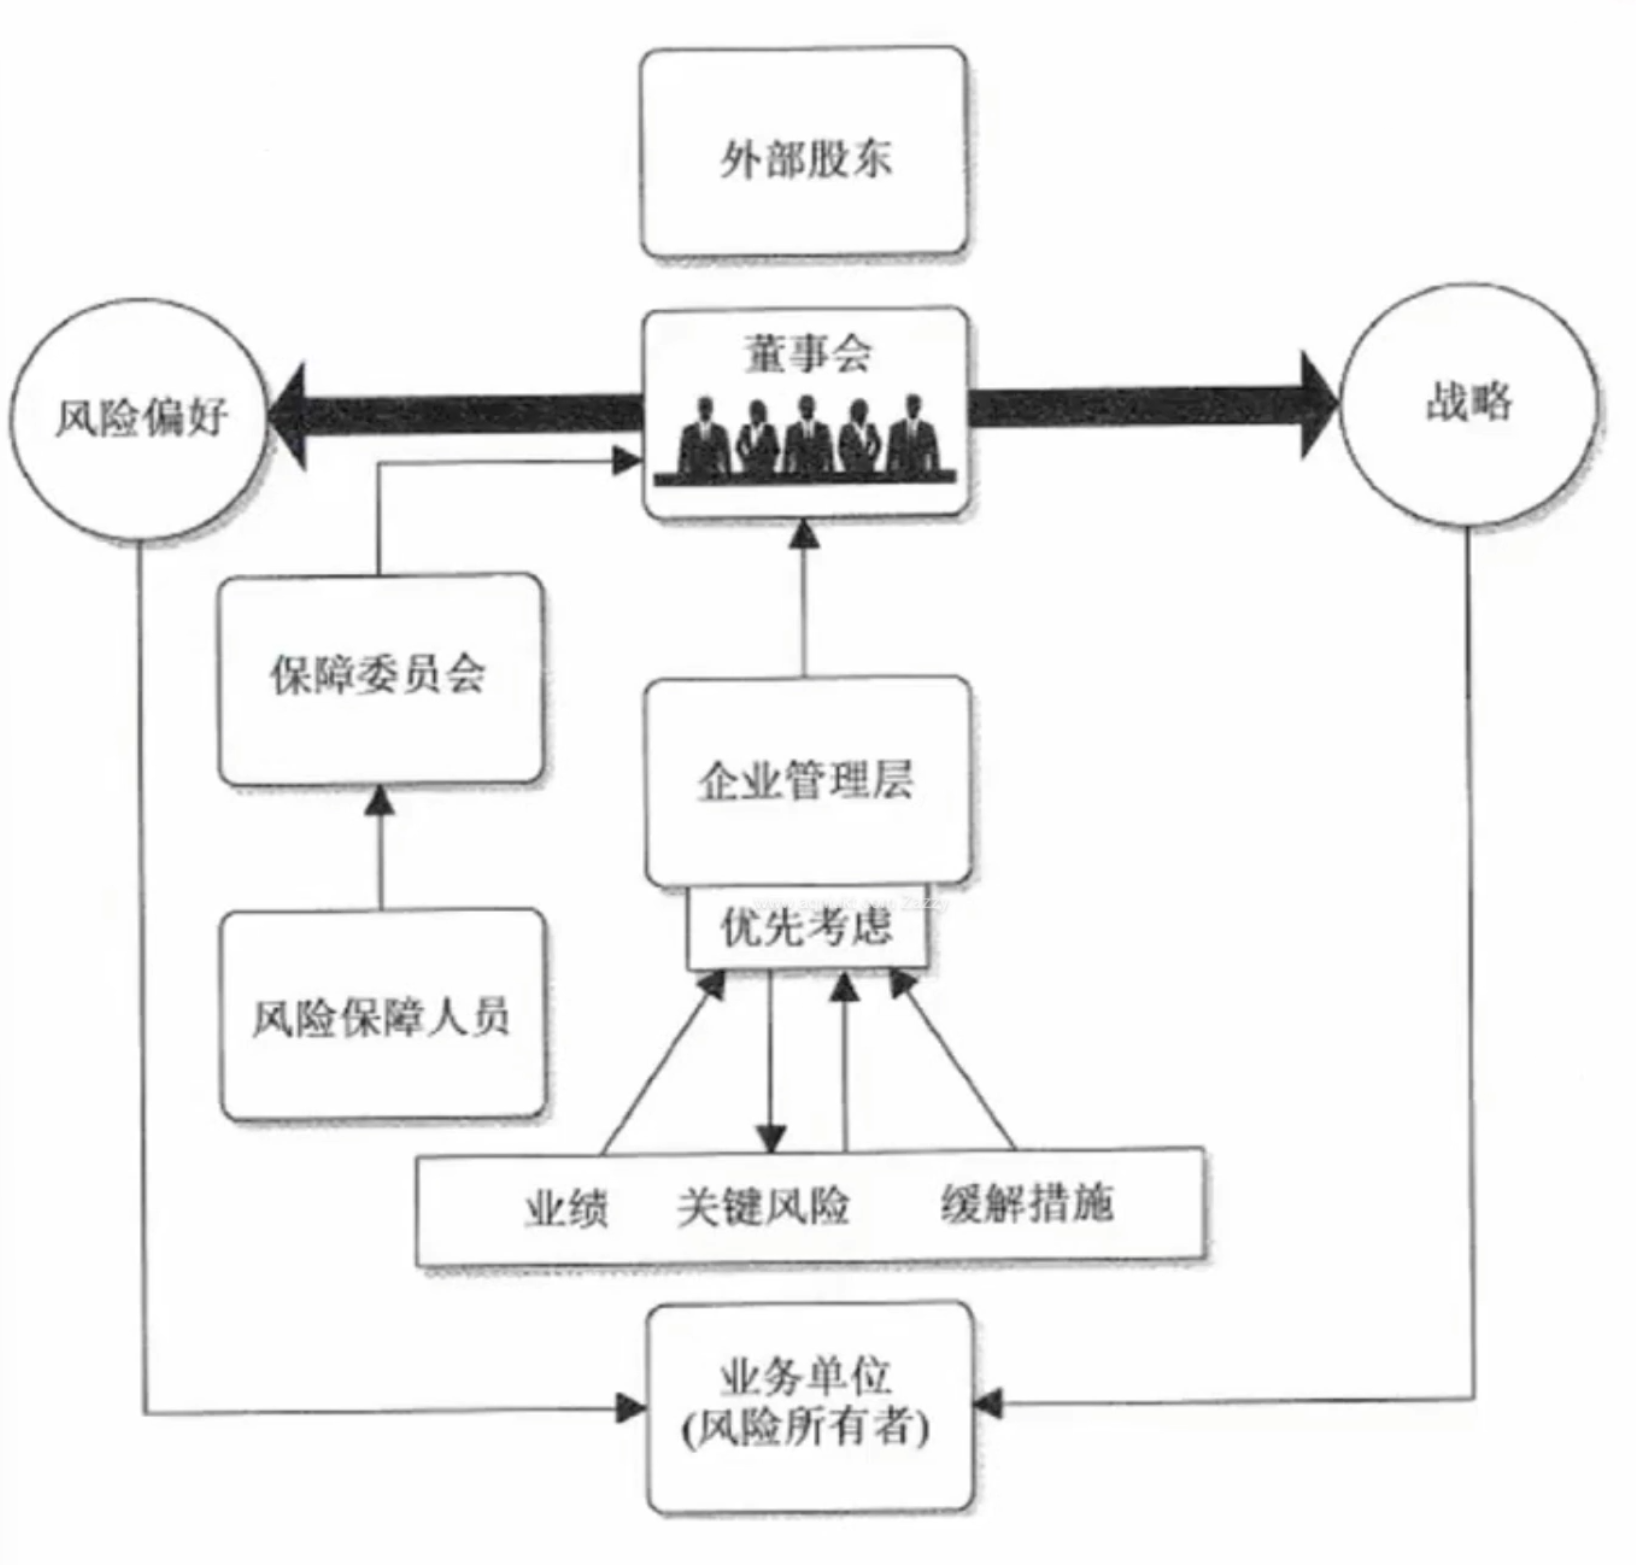 外部股东
董事会
风险偏好
战略
保障委员会
企业管理层
优先考虑
风险保障人员
业绩 关键风险 缓解措施
业务单位
(风险所有者)